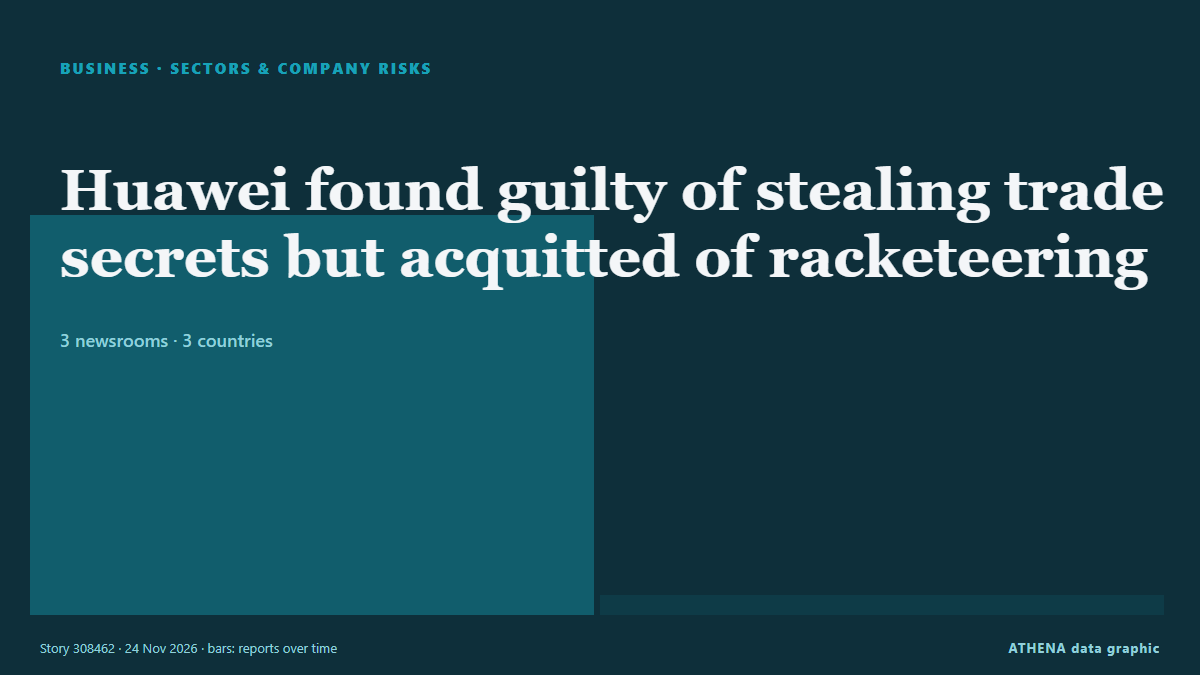 BUSINESS · SECTORS & COMPANY RISKS
Huawei found guilty of stealing trade
secrets but acquitted of racketeering
3 newsrooms · 3 countries
Story 308462 · 24 Nov 2026 · bars: reports over time
ATHENA data graphic